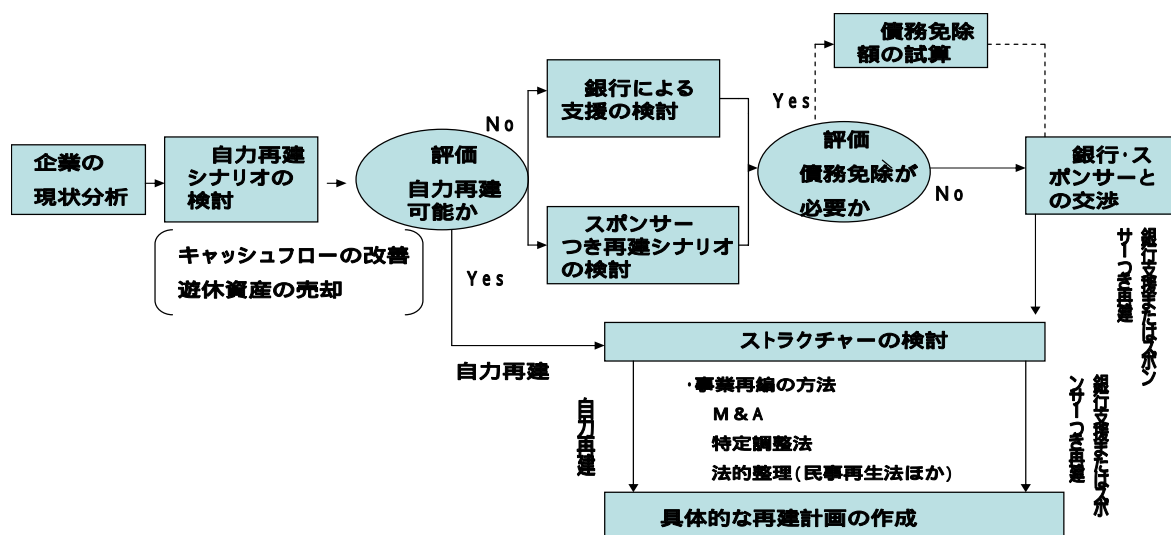 企業の
現状分析
自力再建
シナリオの
検討
キャッシュフローの改善
遊休資産の売却
評価
自力再建
可能か
No
Yes
銀行による
支援の検討
スポンサー
つき再建シナリオ
の検討
評価
債務免除が
必要か
Yes
No
債務免除
額の試算
銀行・ス
ポンサーと
の交渉
銀行支援またはスポン
サーつき再建
自力再建
ストラクチャーの検討
自力再建
・事業再編の方法
M&A
特定調整法
法的整理(民事再生法ほか)
銀行支援またはスポ
ンサーつき再建
具体的な再建計画の作成